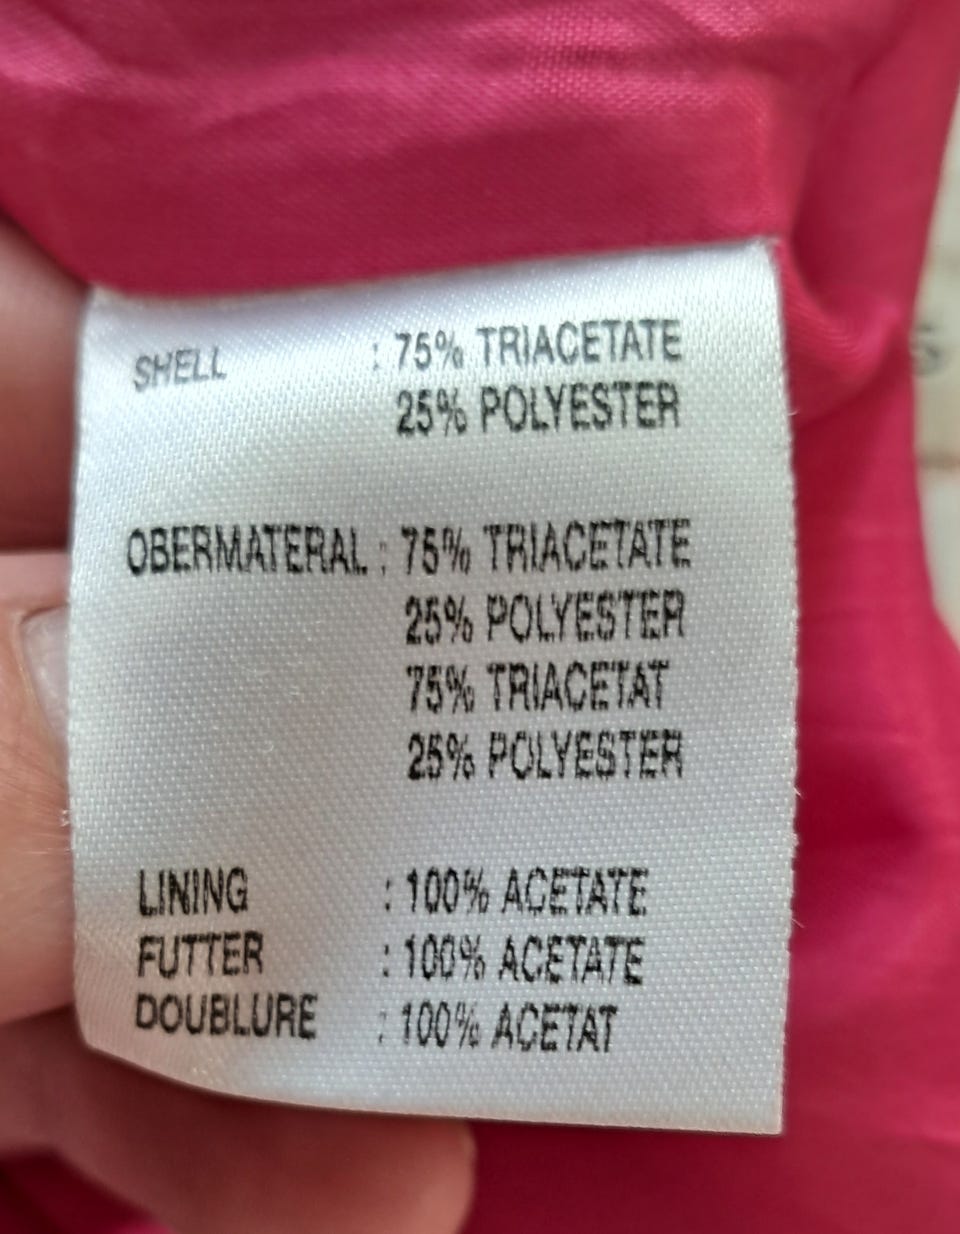 SHELL : 75% TRIACETATE
25% POLYESTER
OBERMATERAL : 75% TRIACETATE
25% POLYESTER
75% TRIACETAT
25% POLYESTER
LINING : 100% ACETATE
FUTTER : 100% ACETATE
DOUBLURE : 100% ACETAT